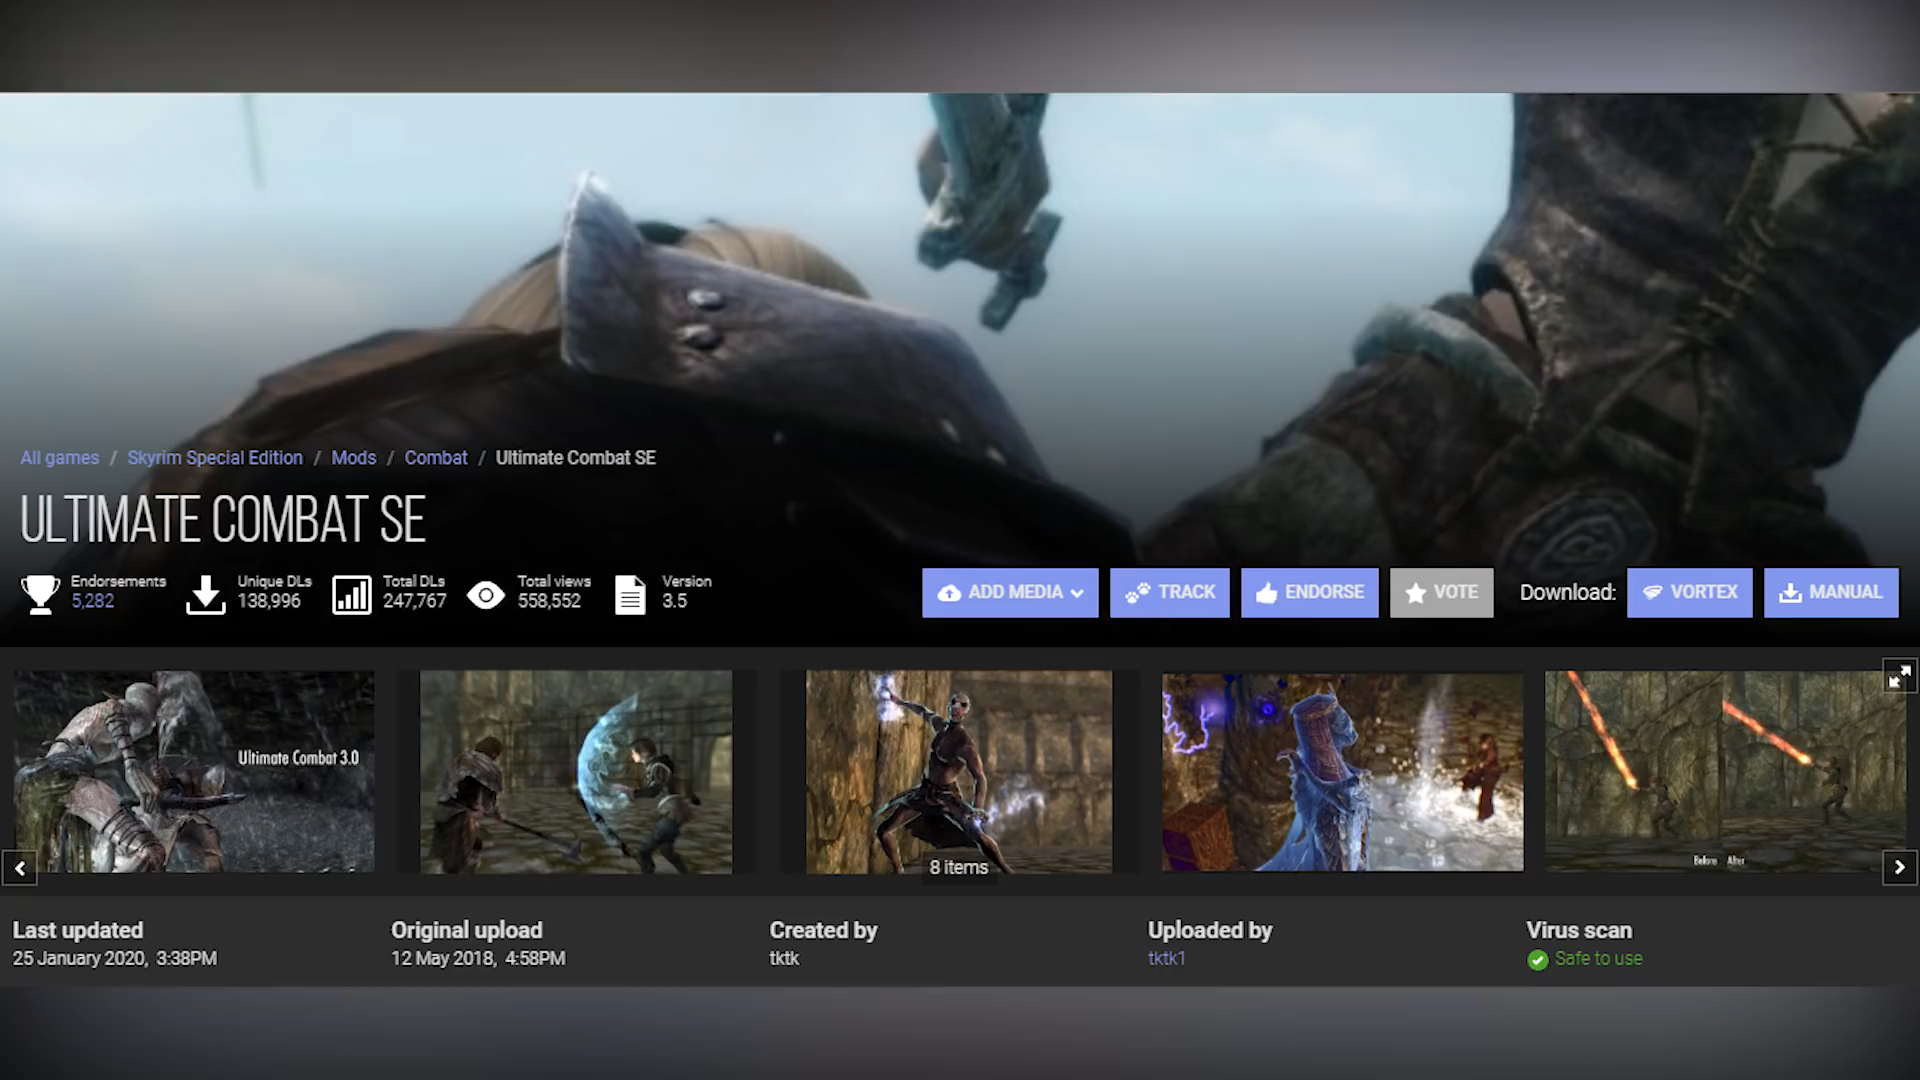 All games / Skyrim Special Edition / Mods / Combat / Ultimate Combat SE
ULTIMATE COMBAT SE
Endorsements
5,282
Unique DLs
138,996
Total DLs
247,767
Total views
558,552
Version
3.5
ADD MEDIA
TRACK
ENDORSE
VOTE
Download:
VORTEX
MANUAL
Ultimate Combat 3.0
8 items
Before After
Last updated
25 January 2020, 3:38PM
Original upload
12 May 2018, 4:58PM
Created by
tktk
Uploaded by
tktk1
Virus scan
Safe to use